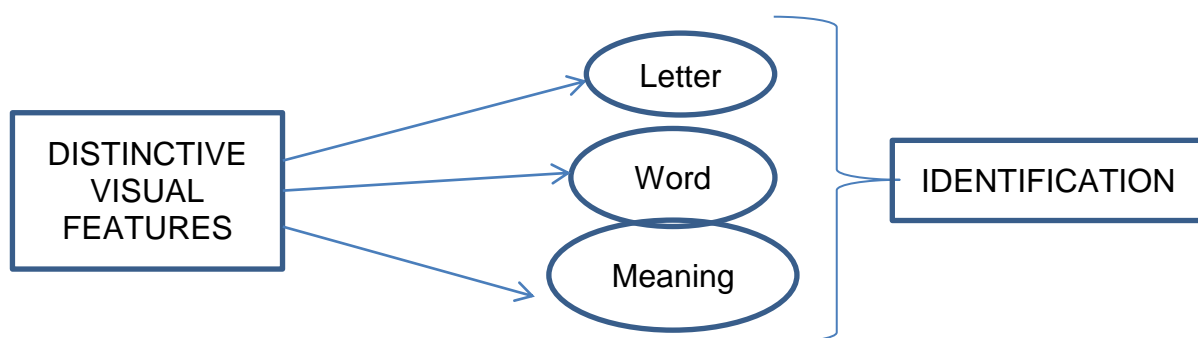 DISTINCTIVE
VISUAL
FEATURES
Letter
Word
Meaning
IDENTIFICATION